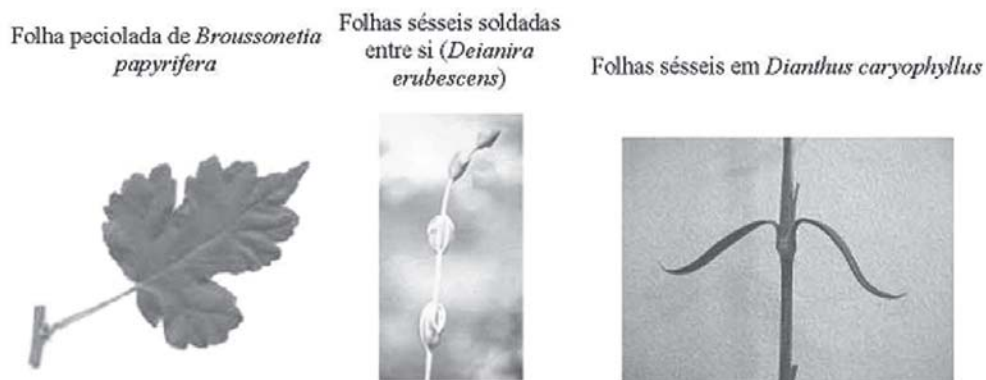 Folha peciolada de Broussonetia
papyrifera
Folhas sésseis soldadas
entre si (Deianira
erubescens)
Folhas sésseis em Dianthus caryophyllus